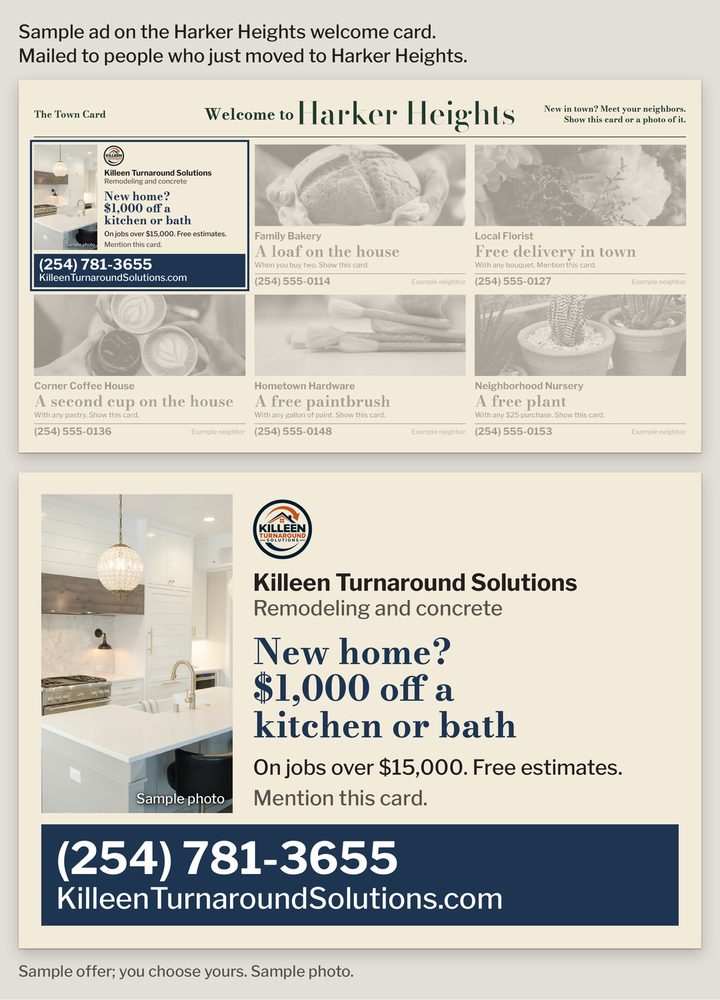 Sample ad on the Harker Heights welcome card.
Mailed to people who just moved to Harker Heights.
The Town Card
Welcome to Harker Heights
New in town? Meet your neighbors.
Show this card or a photo of it.
KILLEEN
TURNAROUND
SOLUTIONS
Killeen Turnaround Solutions
Remodeling and concrete
New home?
$1,000 off a
kitchen or bath
On jobs over $15,000. Free estimates.
Mention this card.
Sample photo
(254) 781-3655
KilleenTurnaroundSolutions.com
Family Bakery
A loaf on the house
When you buy two. Show this card.
(254) 555-0114
Example neighbor
Local Florist
Free delivery in town
With any bouquet. Mention this card.
(254) 555-0127
Example neighbor
Corner Coffee House
A second cup on the house
With any pastry. Show this card.
(254) 555-0136
Example neighbor
Hometown Hardware
A free paintbrush
With any gallon of paint. Show this card.
(254) 555-0148
Example neighbor
Neighborhood Nursery
A free plant
With any $25 purchase. Show this card.
(254) 555-0153
Example neighbor
KILLEEN
TURNAROUND
SOLUTIONS
Killeen Turnaround Solutions
Remodeling and concrete
New home?
$1,000 off a
kitchen or bath
On jobs over $15,000. Free estimates.
Mention this card.
Sample photo
(254) 781-3655
KilleenTurnaroundSolutions.com
Sample offer; you choose yours. Sample photo.